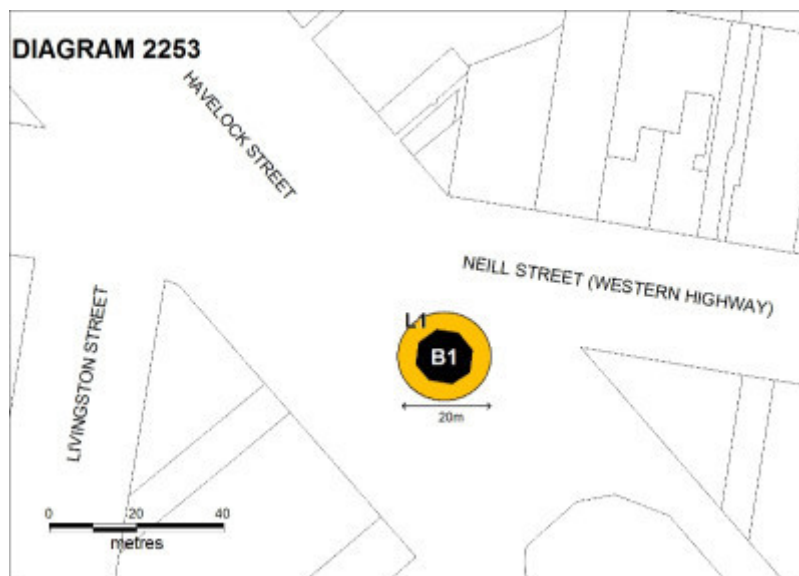 DIAGRAM 2253
HAVELOCK STREET
NEILL STREET (WESTERN HIGHWAY)
LIVINGSTON STREET
L1
B1
20m
0 20 40
metres